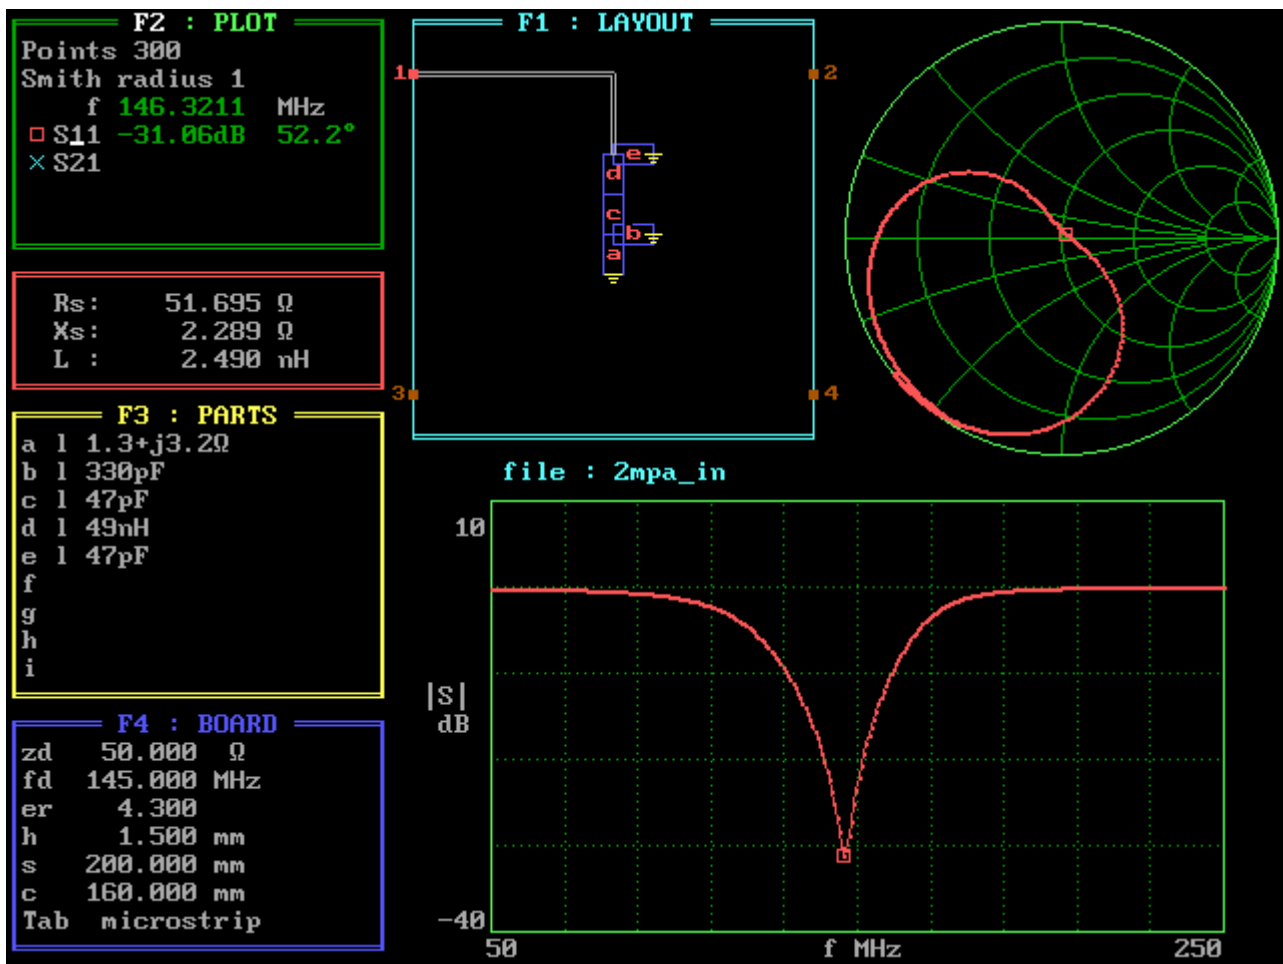 F2 : PLOT
Points 300
Smith radius 1
f 146.3211 MHz
S11 -31.06dB 52.2°
S21
Rs: 51.695 Ω
Xs: 2.289 Ω
L : 2.490 nH
F3 : PARTS
a l 1.3+j3.2Ω
b l 330pF
c l 47pF
d l 49nH
e l 47pF
f
g
h
i
F4 : BOARD
zd 50.000 Ω
fd 145.000 MHz
er 4.300
h 1.500 mm
s 200.000 mm
c 160.000 mm
Tab microstrip
F1 : LAYOUT
1
2
e
d
c
b
a
3
4
file : 2mpa_in
10
|S|
dB
-40
50 f MHz 250